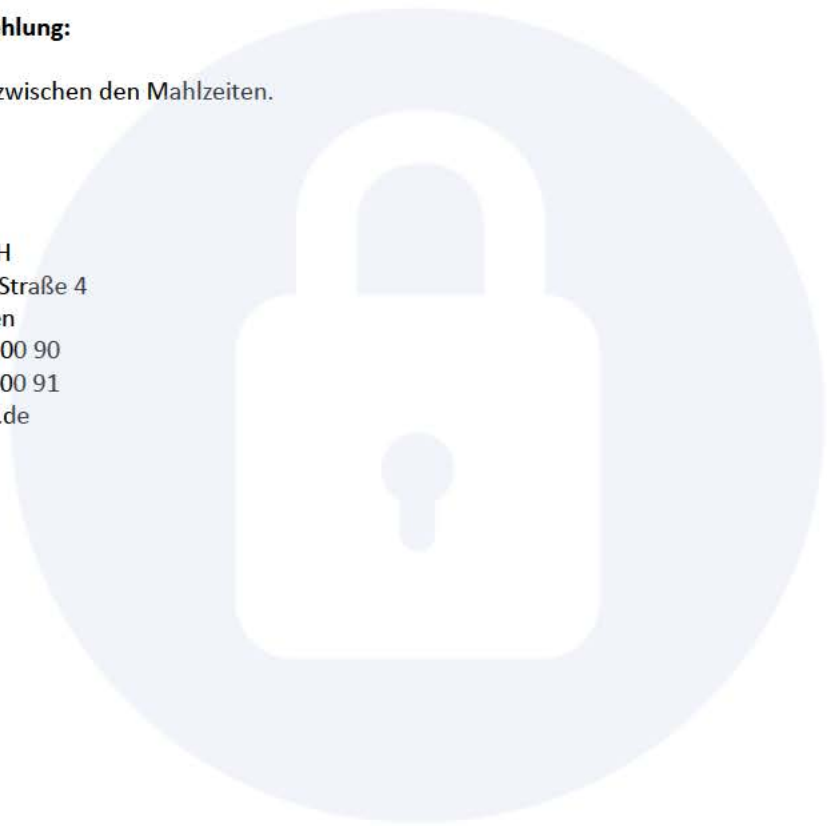 hlung:
zwischen den Mahlzeiten.
H
Straße 4
en
00 90
00 91
.de